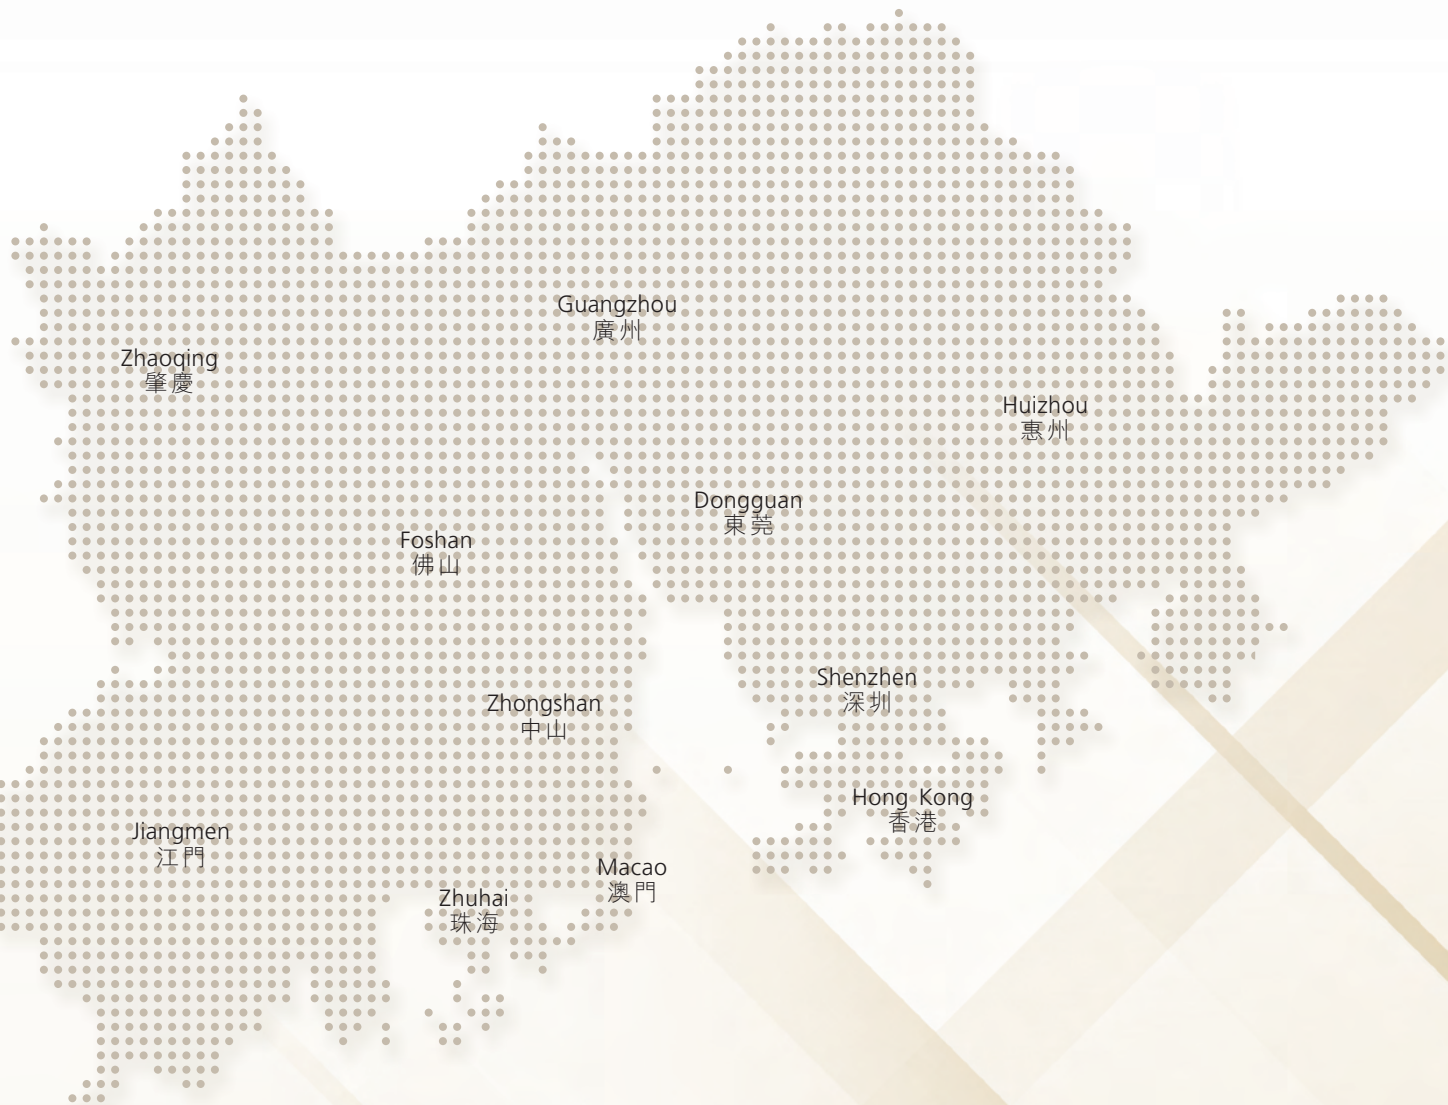 Guangzhou
廣州
Zhaoqing
肇慶
Huizhou
惠州
Dongguan
東莞
Foshan
佛山
Shenzhen
深圳
Zhongshan
中山
Hong Kong
香港
Jiangmen
江門
Macao
澳門
Zhuhai
珠海